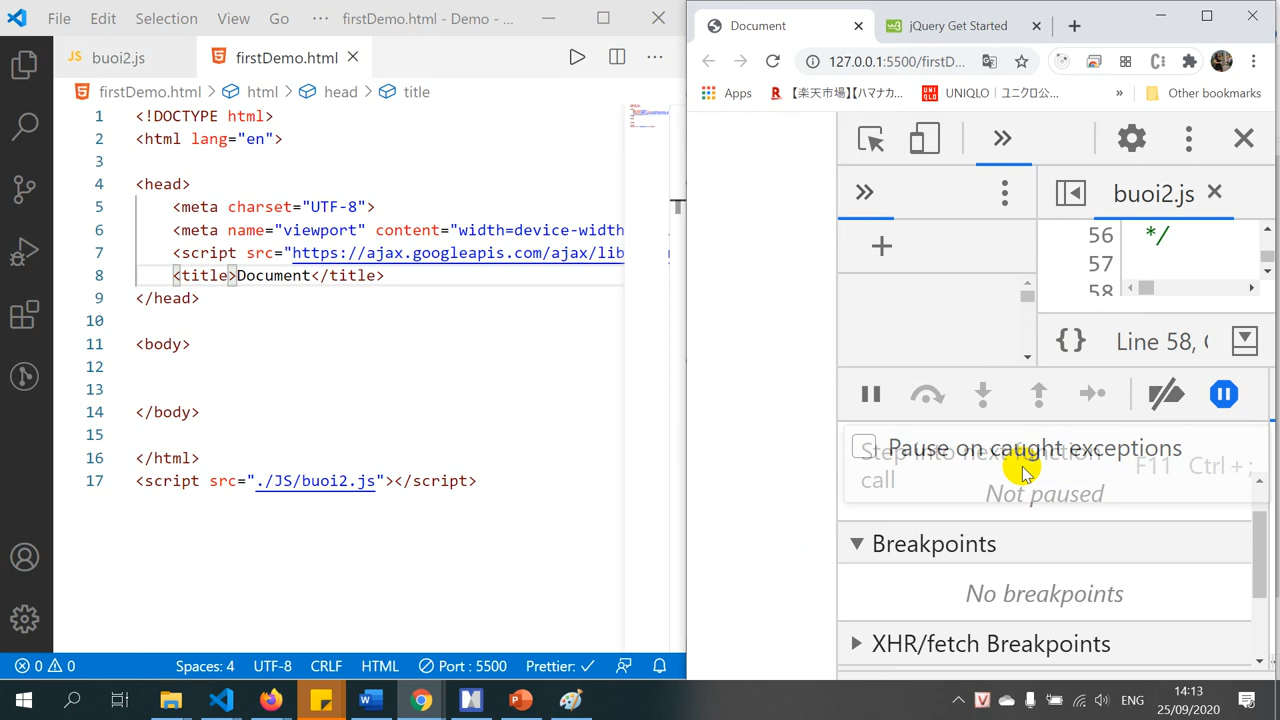 File Edit Selection View Go ··· firstDemo.html - Demo - ...
JS buoi2.js firstDemo.html
firstDemo.html > html > head > title
1 <!DOCTYPE html>
2 <html lang="en">
3
4 <head>
5 <meta charset="UTF-8">
6 <meta name="viewport" content="width=device-width
7 <script src="https://ajax.googleapis.com/ajax/lib
8 <title>Document</title>
9 </head>
10
11 <body>
12
13
14 </body>
15
16 </html>
17 <script src="./JS/buoi2.js"></script>
0 0 Spaces: 4 UTF-8 CRLF HTML Port : 5500 Prettier: ✓
Document jQuery Get Started
127.0.0.1:5500/firstD...
Apps 【楽天市場】【ハマナカ... UNIQLO | ユニクロ公... » Other bookmarks
buoi2.js
56 */
57
58
{} Line 58, C
Pause on caught exceptions
Step into next function call F11 Ctrl + ;
Not paused
Breakpoints
No breakpoints
XHR/fetch Breakpoints
ENG 14:13 25/09/2020